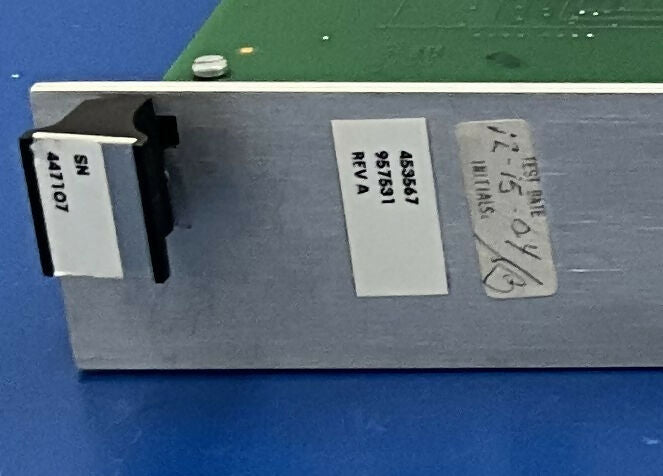 SN
447107
453567
957531
REV A
TEST DATE
12-15-04
INITIALS: